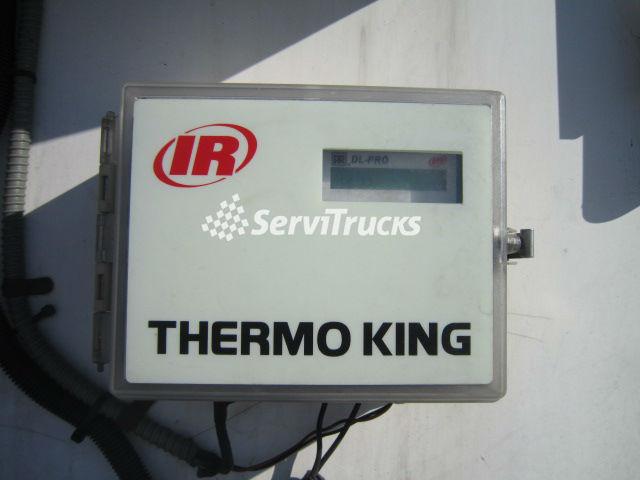 IR
DL-PRO
ServiTrucks
THERMO KING